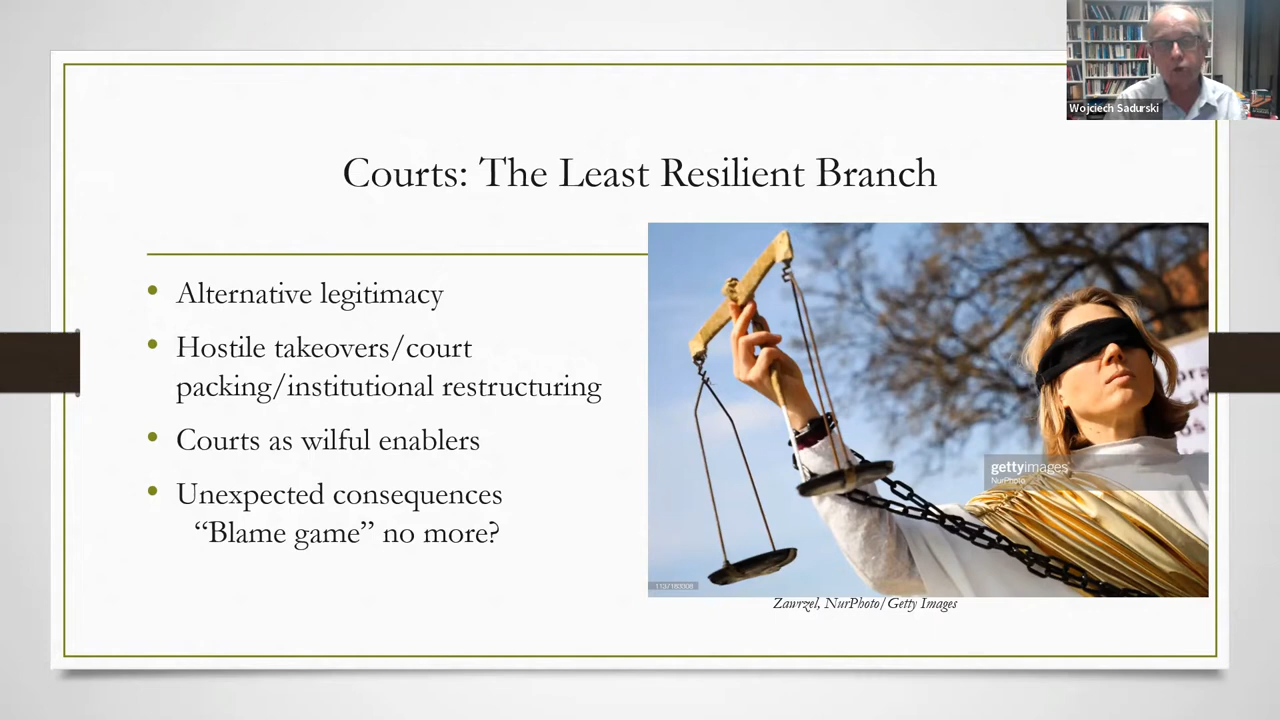 Wojciech Sadurski
Courts: The Least Resilient Branch
• Alternative legitimacy
• Hostile takeovers/court
packing/institutional restructuring
• Courts as wilful enablers
• Unexpected consequences
“Blame game” no more?
gettyimages
NurPhoto
1137183308
Zawrzel, NurPhoto/Getty Images